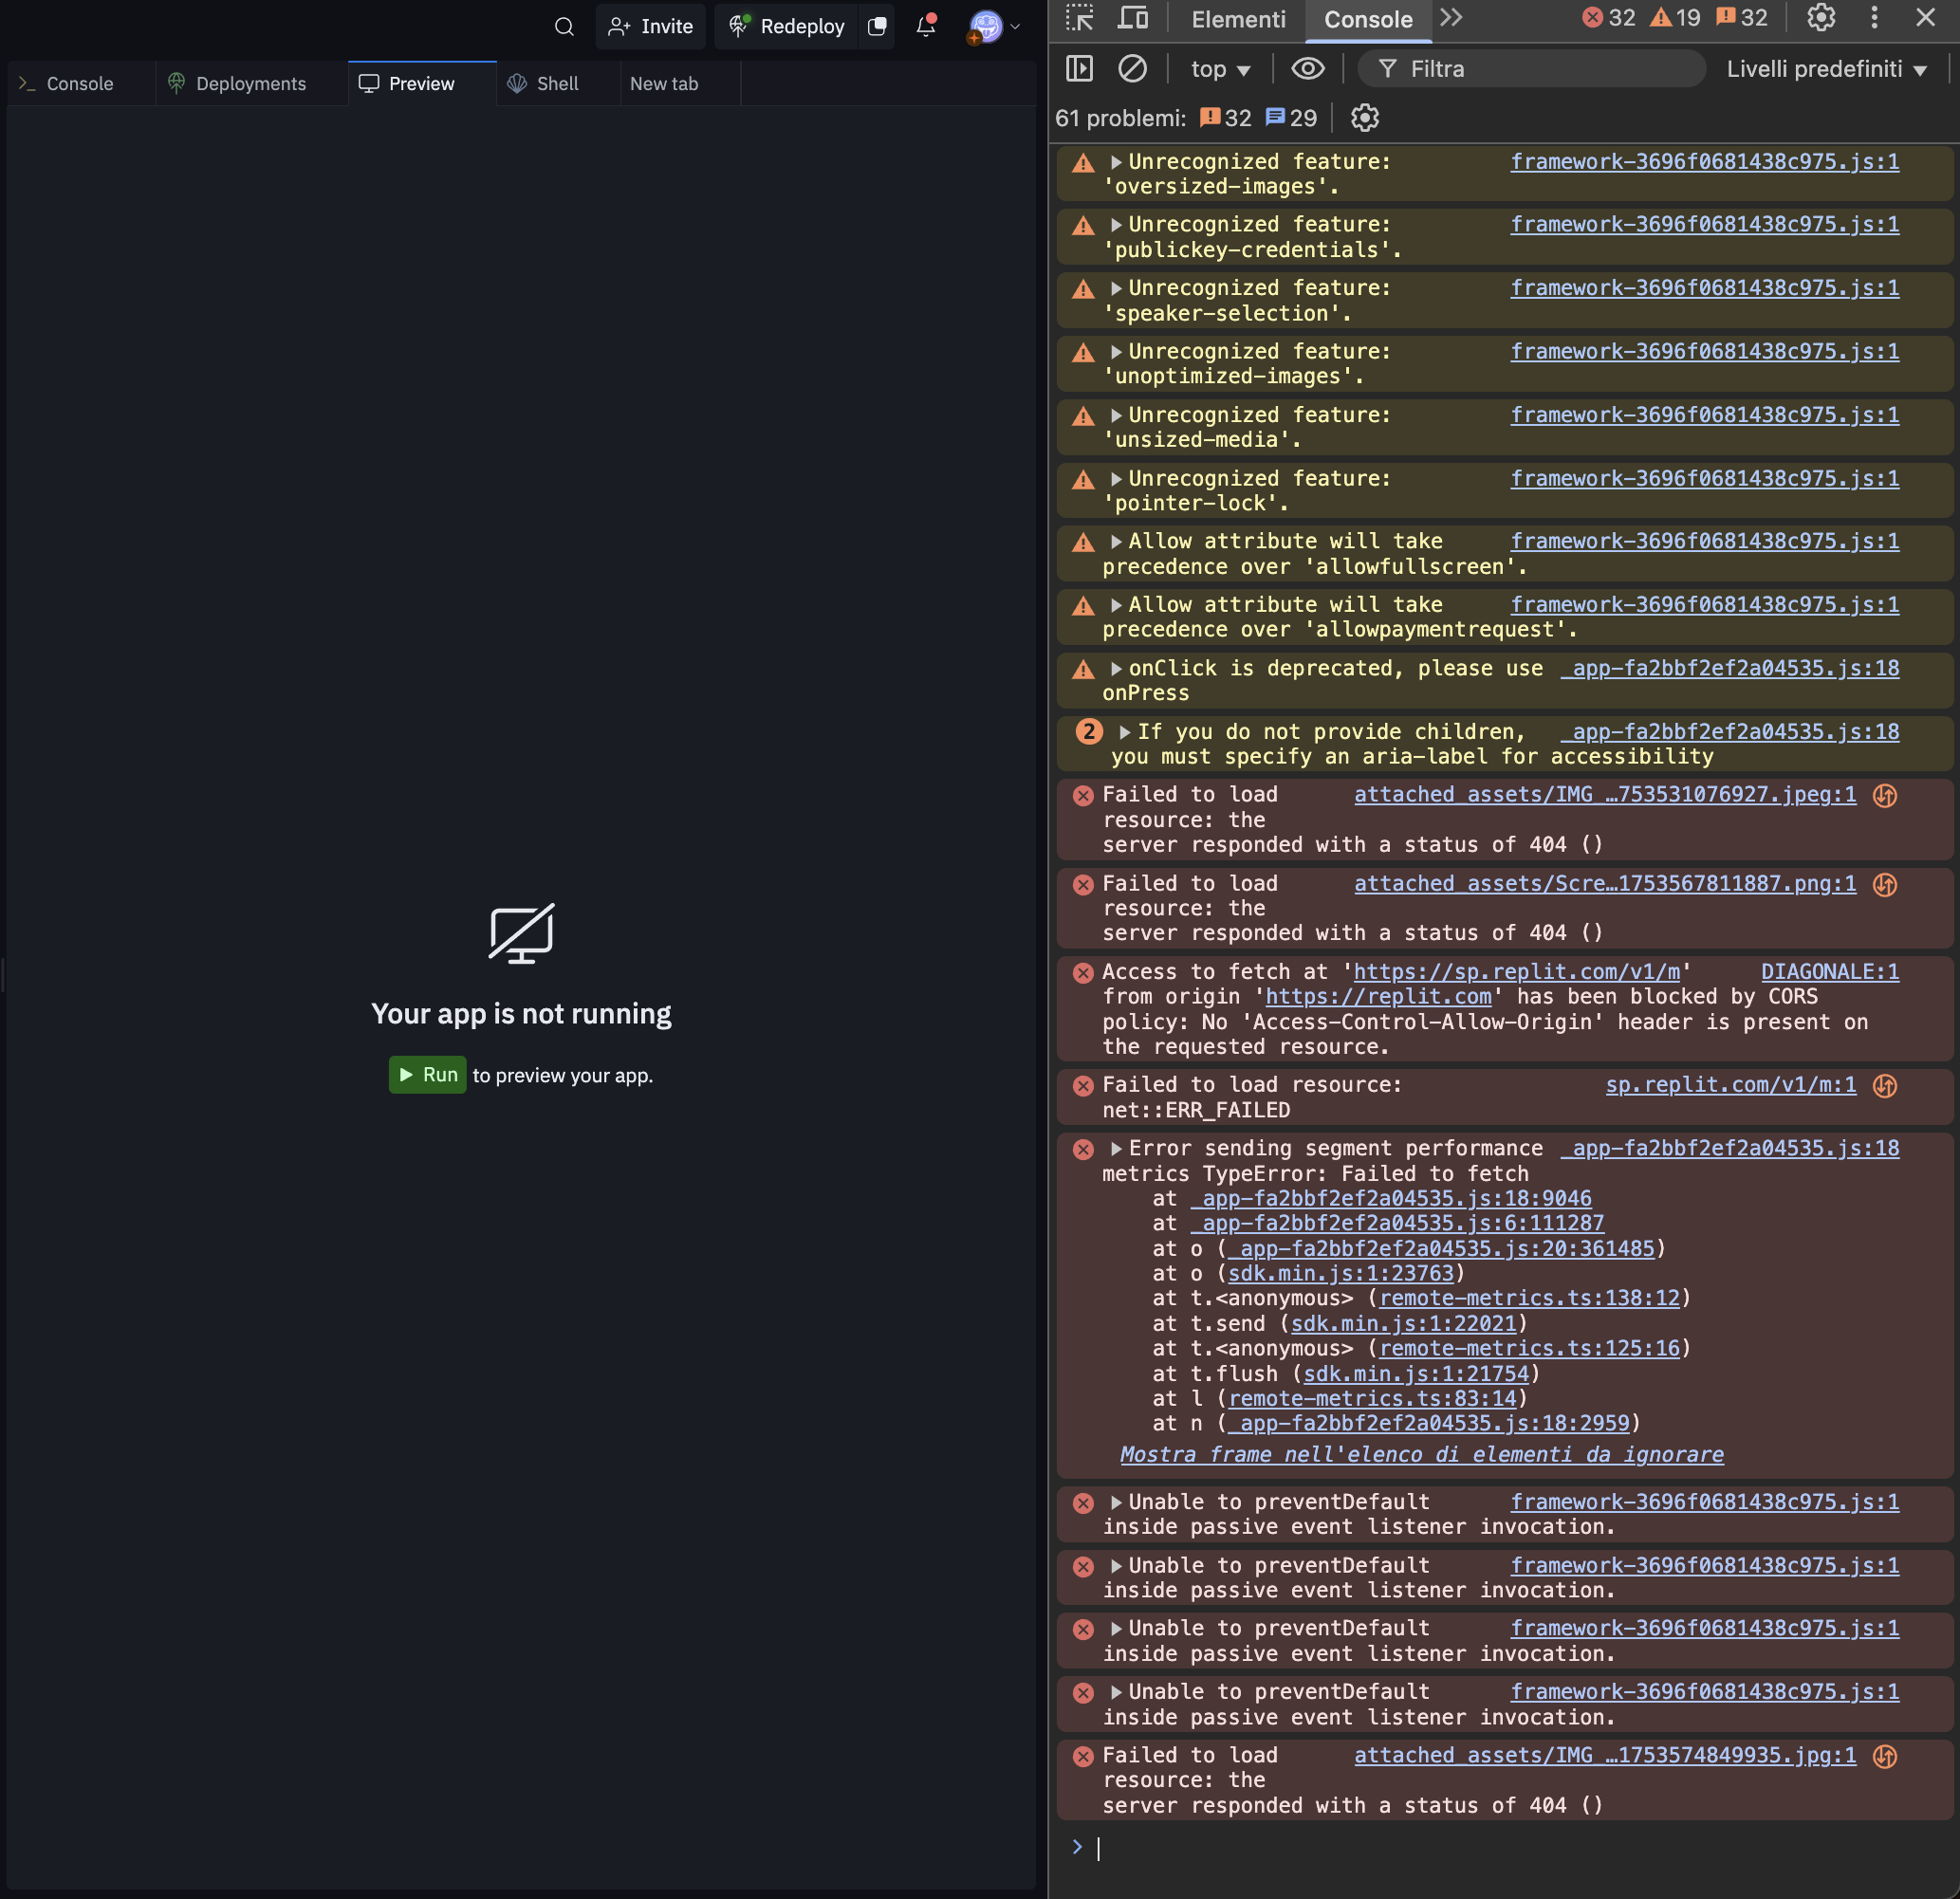 Invite
Redeploy
Console
Deployments
Preview
Shell
New tab
Your app is not running
Run to preview your app.
Elementi
Console
32
19
32
top
Filtra
Livelli predefiniti
61 problemi: 32 29
Unrecognized feature: framework-3696f0681438c975.js:1
'oversized-images'.
Unrecognized feature: framework-3696f0681438c975.js:1
'publickey-credentials'.
Unrecognized feature: framework-3696f0681438c975.js:1
'speaker-selection'.
Unrecognized feature: framework-3696f0681438c975.js:1
'unoptimized-images'.
Unrecognized feature: framework-3696f0681438c975.js:1
'unsized-media'.
Unrecognized feature: framework-3696f0681438c975.js:1
'pointer-lock'.
Allow attribute will take framework-3696f0681438c975.js:1
precedence over 'allowfullscreen'.
Allow attribute will take framework-3696f0681438c975.js:1
precedence over 'allowpaymentrequest'.
onClick is deprecated, please use _app-fa2bbf2ef2a04535.js:18
onPress
2 If you do not provide children, _app-fa2bbf2ef2a04535.js:18
you must specify an aria-label for accessibility
Failed to load attached_assets/IMG_…753531076927.jpeg:1
resource: the
server responded with a status of 404 ()
Failed to load attached_assets/Scre…1753567811887.png:1
resource: the
server responded with a status of 404 ()
Access to fetch at 'https://sp.replit.com/v1/m' DIAGONALE:1
from origin 'https://replit.com' has been blocked by CORS
policy: No 'Access-Control-Allow-Origin' header is present on
the requested resource.
Failed to load resource: sp.replit.com/v1/m:1
net::ERR_FAILED
Error sending segment performance _app-fa2bbf2ef2a04535.js:18
metrics TypeError: Failed to fetch
at _app-fa2bbf2ef2a04535.js:18:9046
at _app-fa2bbf2ef2a04535.js:6:111287
at o (_app-fa2bbf2ef2a04535.js:20:361485)
at o (sdk.min.js:1:23763)
at t.<anonymous> (remote-metrics.ts:138:12)
at t.send (sdk.min.js:1:22021)
at t.<anonymous> (remote-metrics.ts:125:16)
at t.flush (sdk.min.js:1:21754)
at l (remote-metrics.ts:83:14)
at n (_app-fa2bbf2ef2a04535.js:18:2959)
Mostra frame nell'elenco di elementi da ignorare
Unable to preventDefault framework-3696f0681438c975.js:1
inside passive event listener invocation.
Unable to preventDefault framework-3696f0681438c975.js:1
inside passive event listener invocation.
Unable to preventDefault framework-3696f0681438c975.js:1
inside passive event listener invocation.
Unable to preventDefault framework-3696f0681438c975.js:1
inside passive event listener invocation.
Failed to load attached_assets/IMG_…1753574849935.jpg:1
resource: the
server responded with a status of 404 ()